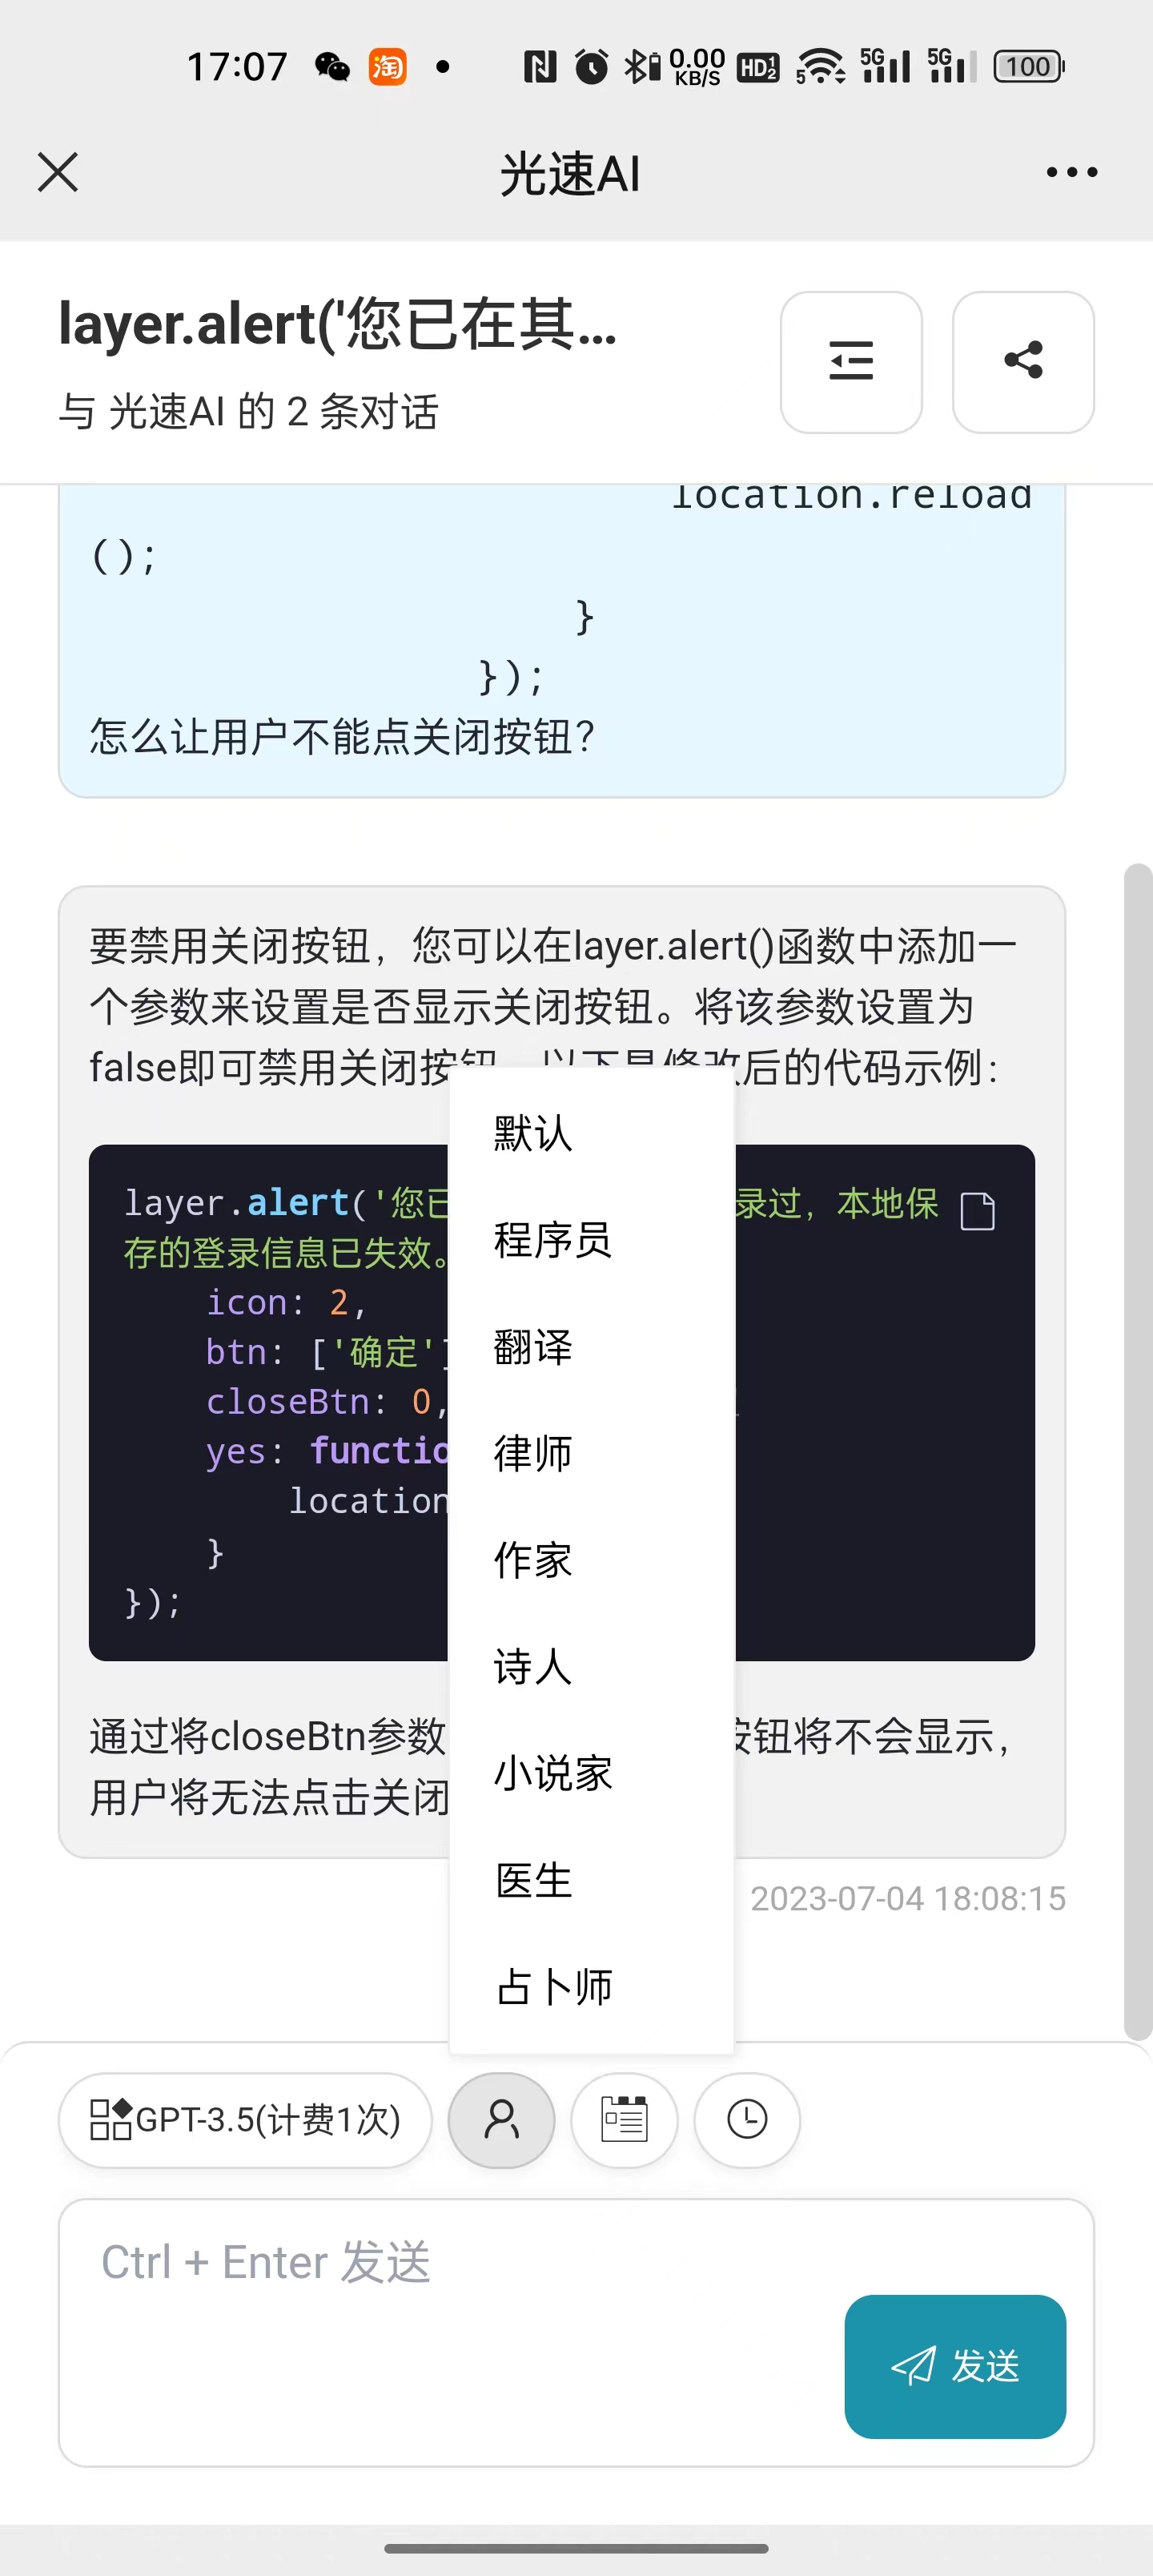 17:07 淘 0.00 KB/S HD 1 2 5 5G 5G 100
光速AI
layer.alert('您已在其...
与 光速AI 的 2 条对话
location.reload
();
}
});
怎么让用户不能点关闭按钮？
要禁用关闭按钮，您可以在layer.alert()函数中添加一
个参数来设置是否显示关闭按钮。将该参数设置为
false即可禁用关闭按钮。以下是修改后的代码示例：
layer.alert('您已 录过，本地保
存的登录信息已失效。
icon: 2,
btn: ['确定']
closeBtn: 0,
yes: functio
location
}
});
通过将closeBtn参数 按钮将不会显示，
用户将无法点击关闭
2023-07-04 18:08:15
默认
程序员
翻译
律师
作家
诗人
小说家
医生
占卜师
GPT-3.5(计费1次)
Ctrl + Enter 发送
发送